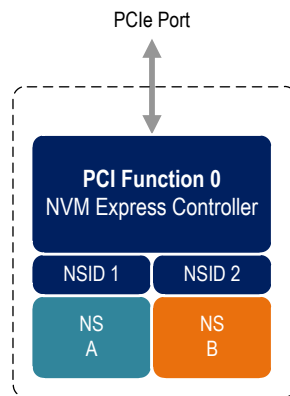 PCIe Port
PCI Function 0
NVM Express Controller
NSID 1
NSID 2
NS
A
NS
B